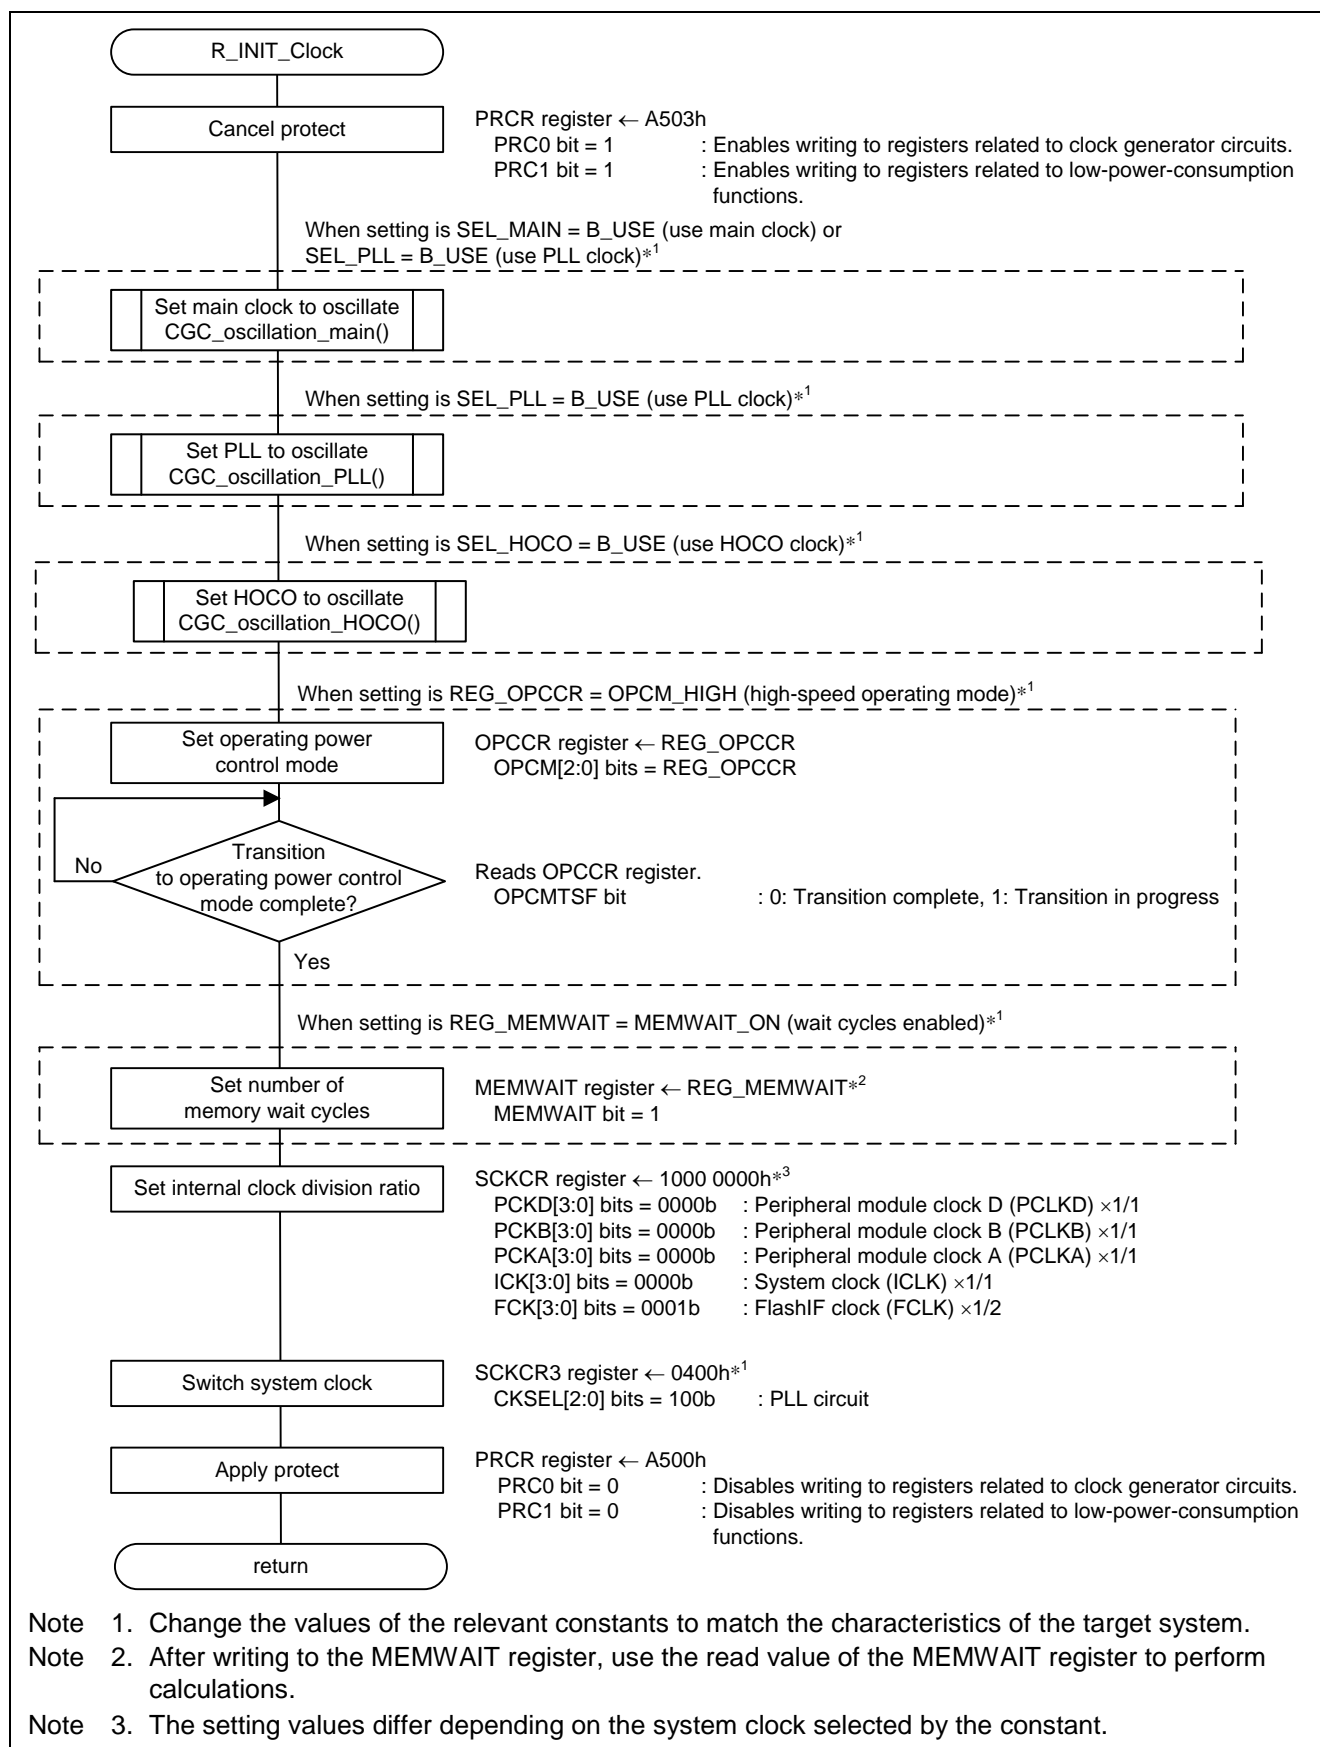 R_INIT_Clock
Cancel protect
PRCR register ← A503h
PRC0 bit = 1 : Enables writing to registers related to clock generator circuits.
PRC1 bit = 1 : Enables writing to registers related to low-power-consumption
functions.
When setting is SEL_MAIN = B_USE (use main clock) or
SEL_PLL = B_USE (use PLL clock)*1
Set main clock to oscillate
CGC_oscillation_main()
When setting is SEL_PLL = B_USE (use PLL clock)*1
Set PLL to oscillate
CGC_oscillation_PLL()
When setting is SEL_HOCO = B_USE (use HOCO clock)*1
Set HOCO to oscillate
CGC_oscillation_HOCO()
When setting is REG_OPCCR = OPCM_HIGH (high-speed operating mode)*1
Set operating power
control mode
OPCCR register ← REG_OPCCR
OPCM[2:0] bits = REG_OPCCR
No
Transition
to operating power control
mode complete?
Reads OPCCR register.
OPCMTSF bit : 0: Transition complete, 1: Transition in progress
Yes
When setting is REG_MEMWAIT = MEMWAIT_ON (wait cycles enabled)*1
Set number of
memory wait cycles
MEMWAIT register ← REG_MEMWAIT*2
MEMWAIT bit = 1
Set internal clock division ratio
SCKCR register ← 1000 0000h*3
PCKD[3:0] bits = 0000b : Peripheral module clock D (PCLKD) ×1/1
PCKB[3:0] bits = 0000b : Peripheral module clock B (PCLKB) ×1/1
PCKA[3:0] bits = 0000b : Peripheral module clock A (PCLKA) ×1/1
ICK[3:0] bits = 0000b : System clock (ICLK) ×1/1
FCK[3:0] bits = 0001b : FlashIF clock (FCLK) ×1/2
Switch system clock
SCKCR3 register ← 0400h*1
CKSEL[2:0] bits = 100b : PLL circuit
Apply protect
PRCR register ← A500h
PRC0 bit = 0 : Disables writing to registers related to clock generator circuits.
PRC1 bit = 0 : Disables writing to registers related to low-power-consumption
functions.
return
Note 1. Change the values of the relevant constants to match the characteristics of the target system.
Note 2. After writing to the MEMWAIT register, use the read value of the MEMWAIT register to perform
calculations.
Note 3. The setting values differ depending on the system clock selected by the constant.